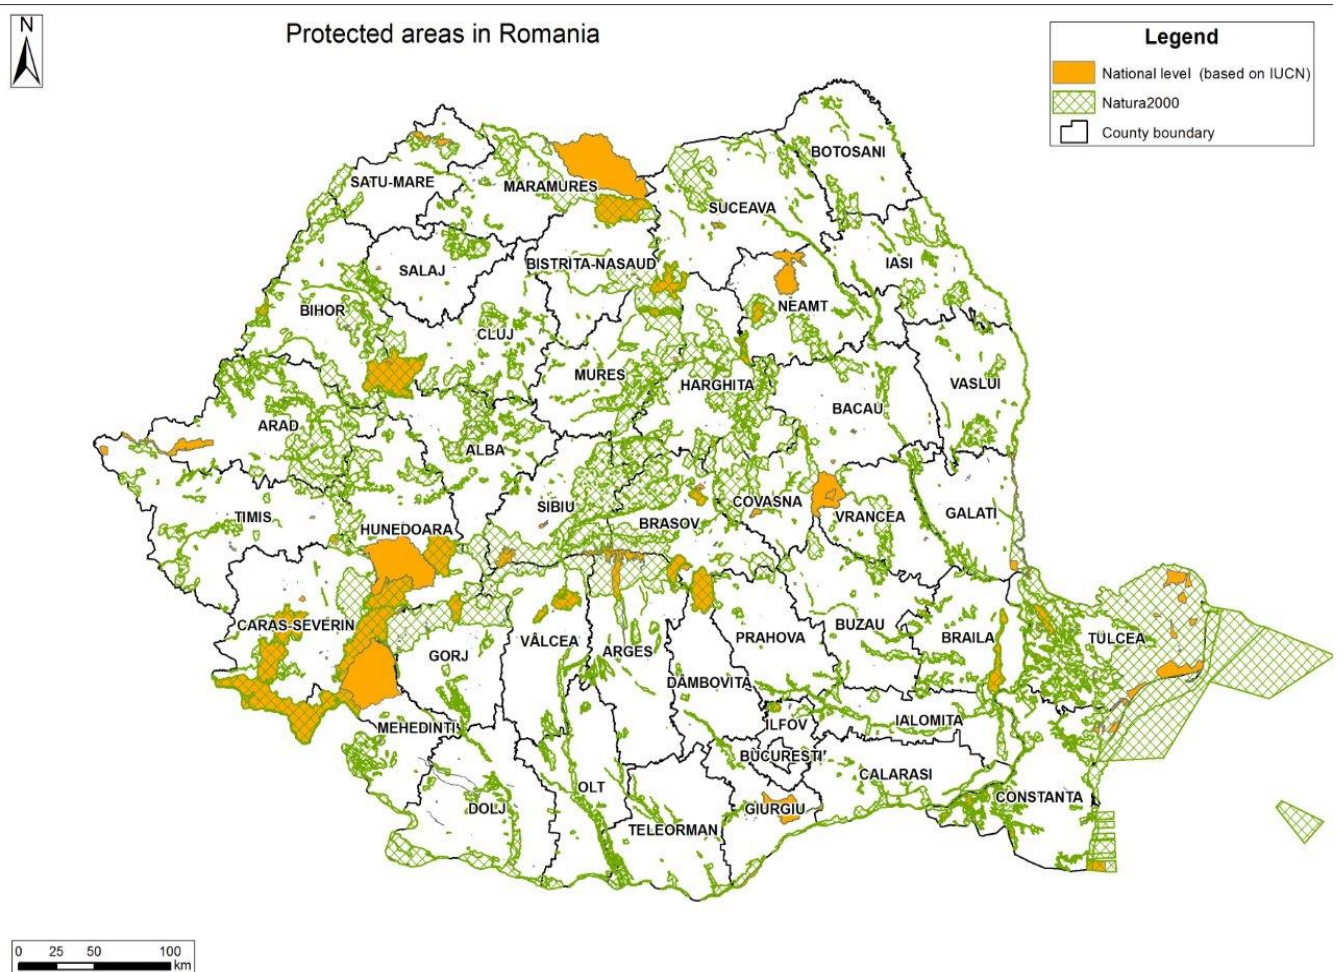 N
Protected areas in Romania
Legend
National level (based on IUCN)
Natura2000
County boundary
BOTOSANI
SATU-MARE
MARAMURES
SUCEAVA
SALAJ
BISTRITA-NASAUD
IASI
BIHOR
NEAMT
CLUJ
MURES
HARGHITA
VASLUI
BACAU
ARAD
ALBA
SIBIU
COVASNA
TIMIS
HUNEDOARA
BRASOV
VRANCEA
GALATI
CARAS-SEVERIN
VÂLCEA
PRAHOVA
BUZAU
BRAILA
TULCEA
GORJ
ARGES
DAMBOVITA
MEHEDINTI
ILFOV
IALOMITA
BUCURESTI
CALARASI
OLT
CONSTANTA
DOLJ
GIURGIU
TELEORMAN
0 25 50 100
km